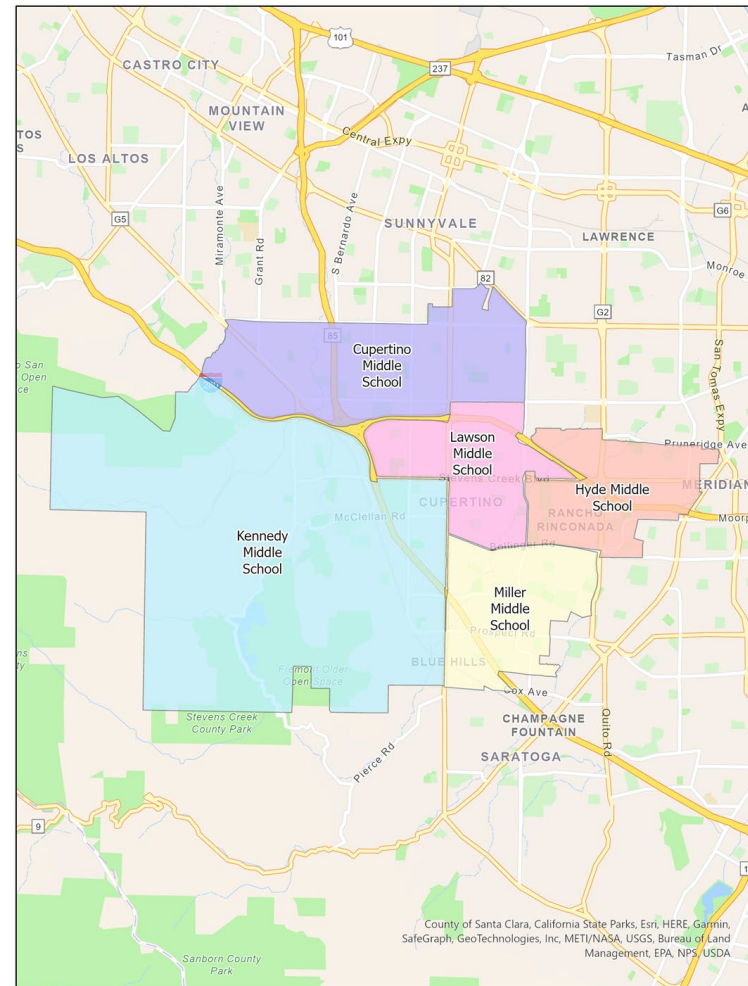 101
Tasman Dr
CASTRO CITY
237
MOUNTAIN
VIEW
Central Expy
LOS ALTOS
G5
Miramonte Ave
Grant Rd
S Bernardo Ave
SUNNYVALE
G6
LAWRENCE
Monroe
82
G2
85
San Tomas Expy
Cupertino
Middle
School
Open
Lawson
Middle
School
Pruneridge Ave
Stevens Creek Blvd
MERIDIAN
Hyde Middle
School
CUPERTINO
RANCHO
RINCONADA
McClellan Rd
Moorp
Bollinger Rd
Kennedy
Middle
School
Miller
Middle
School
Prospect Rd
BLUE HILLS
Fremont Older
Open Space
Cox Ave
Stevens Creek
County Park
CHAMPAGNE
FOUNTAIN
Quito Rd
SARATOGA
Pierce Rd
9
Sanborn County
Park
County of Santa Clara, California State Parks, Esri, HERE, Garmin,
SafeGraph, GeoTechnologies, Inc, METI/NASA, USGS, Bureau of Land
Management, EPA, NPS, USDA